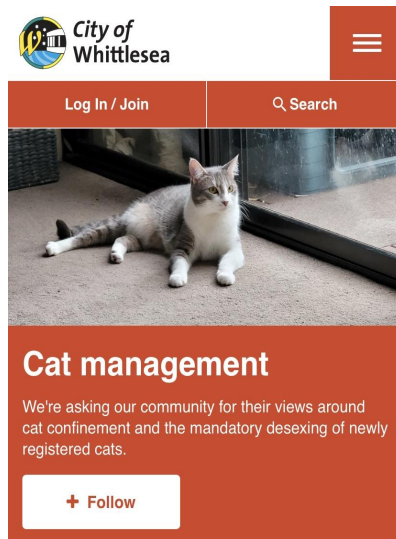 City of
Whittlesea
Log In / Join
Search
Cat management
We're asking our community for their views around
cat confinement and the mandatory desexing of newly
registered cats.
+ Follow